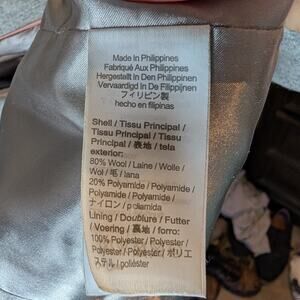 Made in Philippines
Fabriqué Aux Philippines
Hergestellt in Den Philippinen
Vervaardigd In De Filippijnen
フィリピン製
hecho en filipinas
Shell / Tissu Principal /
Tissu Principal / Tissu
Principal / 表地 / tela
exterior:
80% Wool / Laine / Wolle /
Wol / 毛 / lana
20% Polyamide / Polyamide /
Polyamide / Polyamide /
ナイロン / poliamida
Lining / Doublure / Futter
/ Voering / 裏地 / forro:
100% Polyester / Polyester /
Polyester / Polyester / ポリエ
ステル / poliéster